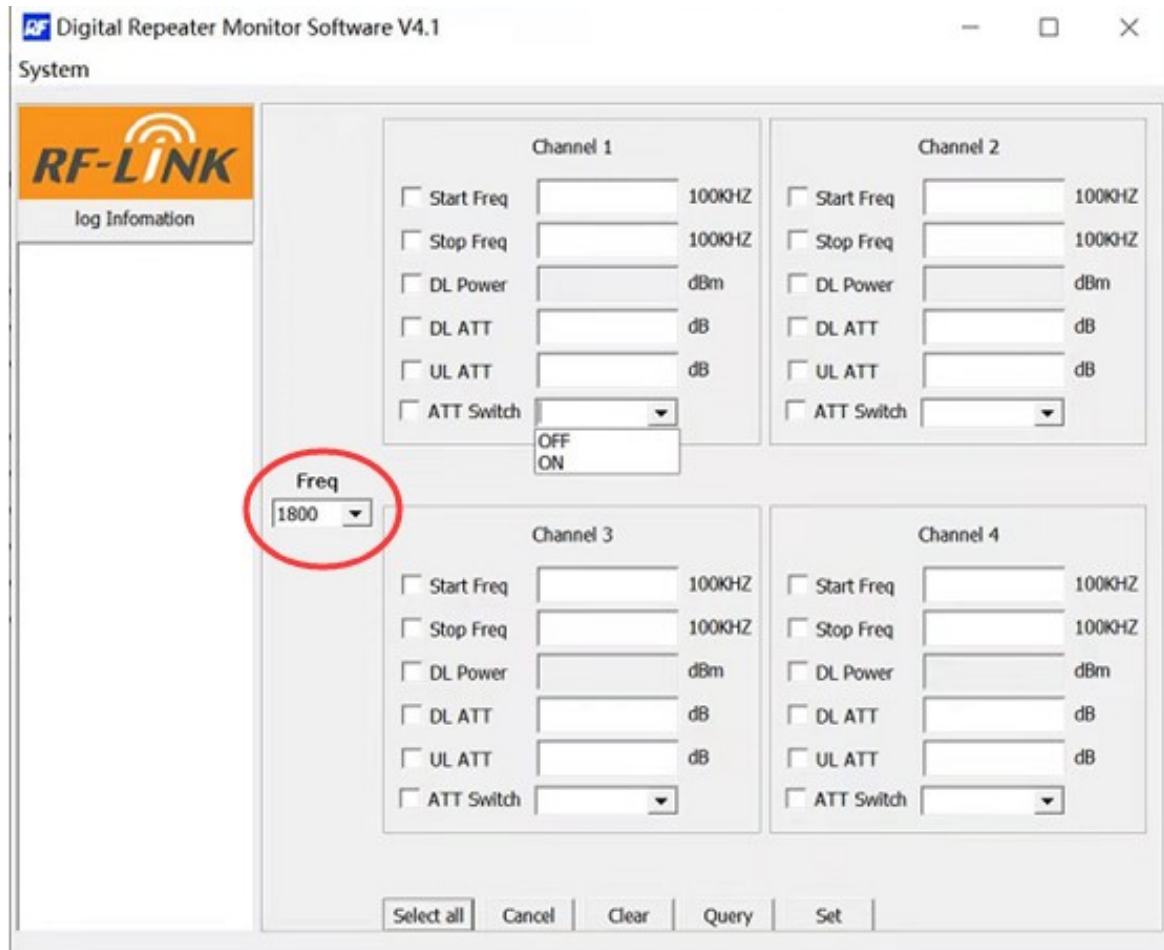 RF Digital Repeater Monitor Software V4.1
System
RF-LiNK
log Infomation
Freq
1800
Channel 1
Start Freq 100KHZ
Stop Freq 100KHZ
DL Power dBm
DL ATT dB
UL ATT dB
ATT Switch
OFF
ON
Channel 2
Start Freq 100KHZ
Stop Freq 100KHZ
DL Power dBm
DL ATT dB
UL ATT dB
ATT Switch
Channel 3
Start Freq 100KHZ
Stop Freq 100KHZ
DL Power dBm
DL ATT dB
UL ATT dB
ATT Switch
Channel 4
Start Freq 100KHZ
Stop Freq 100KHZ
DL Power dBm
DL ATT dB
UL ATT dB
ATT Switch
Select all Cancel Clear Query Set